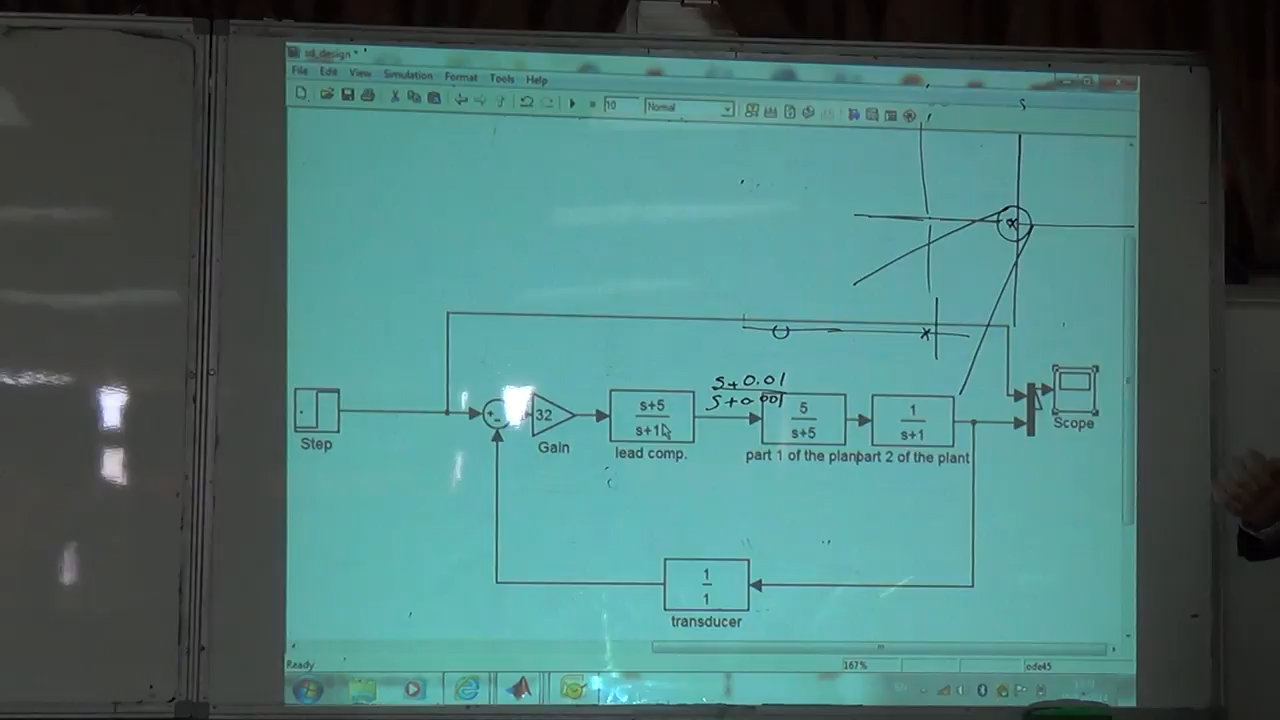 sd_design *
File Edit View Simulation Format Tools Help
10 Normal
s
s+0.01
s+0.001
32
s+5
s+1
5
s+5
1
s+1
Step
Gain
lead comp.
part 1 of the plant
part 2 of the plant
Scope
1
1
transducer
Ready 167% ode45